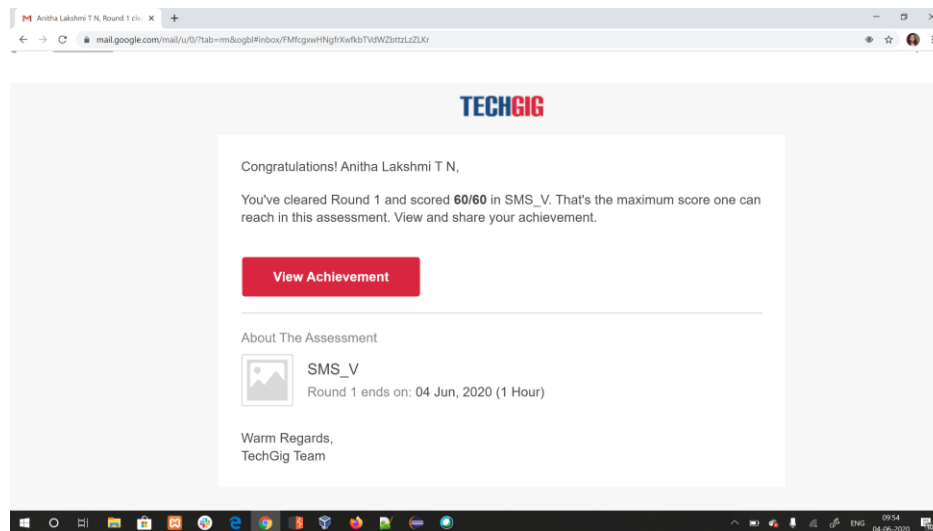 Anitha Lakshmi T N, Round 1 cle
mail.google.com/mail/u/0/?tab=rm&ogbl#inbox/FMfcgxwHNgfrXwfkbTVdWZbttzLzZLKr
TECHGIG
Congratulations! Anitha Lakshmi T N,
You've cleared Round 1 and scored 60/60 in SMS_V. That's the maximum score one can
reach in this assessment. View and share your achievement.
View Achievement
About The Assessment
SMS_V
Round 1 ends on: 04 Jun, 2020 (1 Hour)
Warm Regards,
TechGig Team
ENG
09:54
04-06-2020